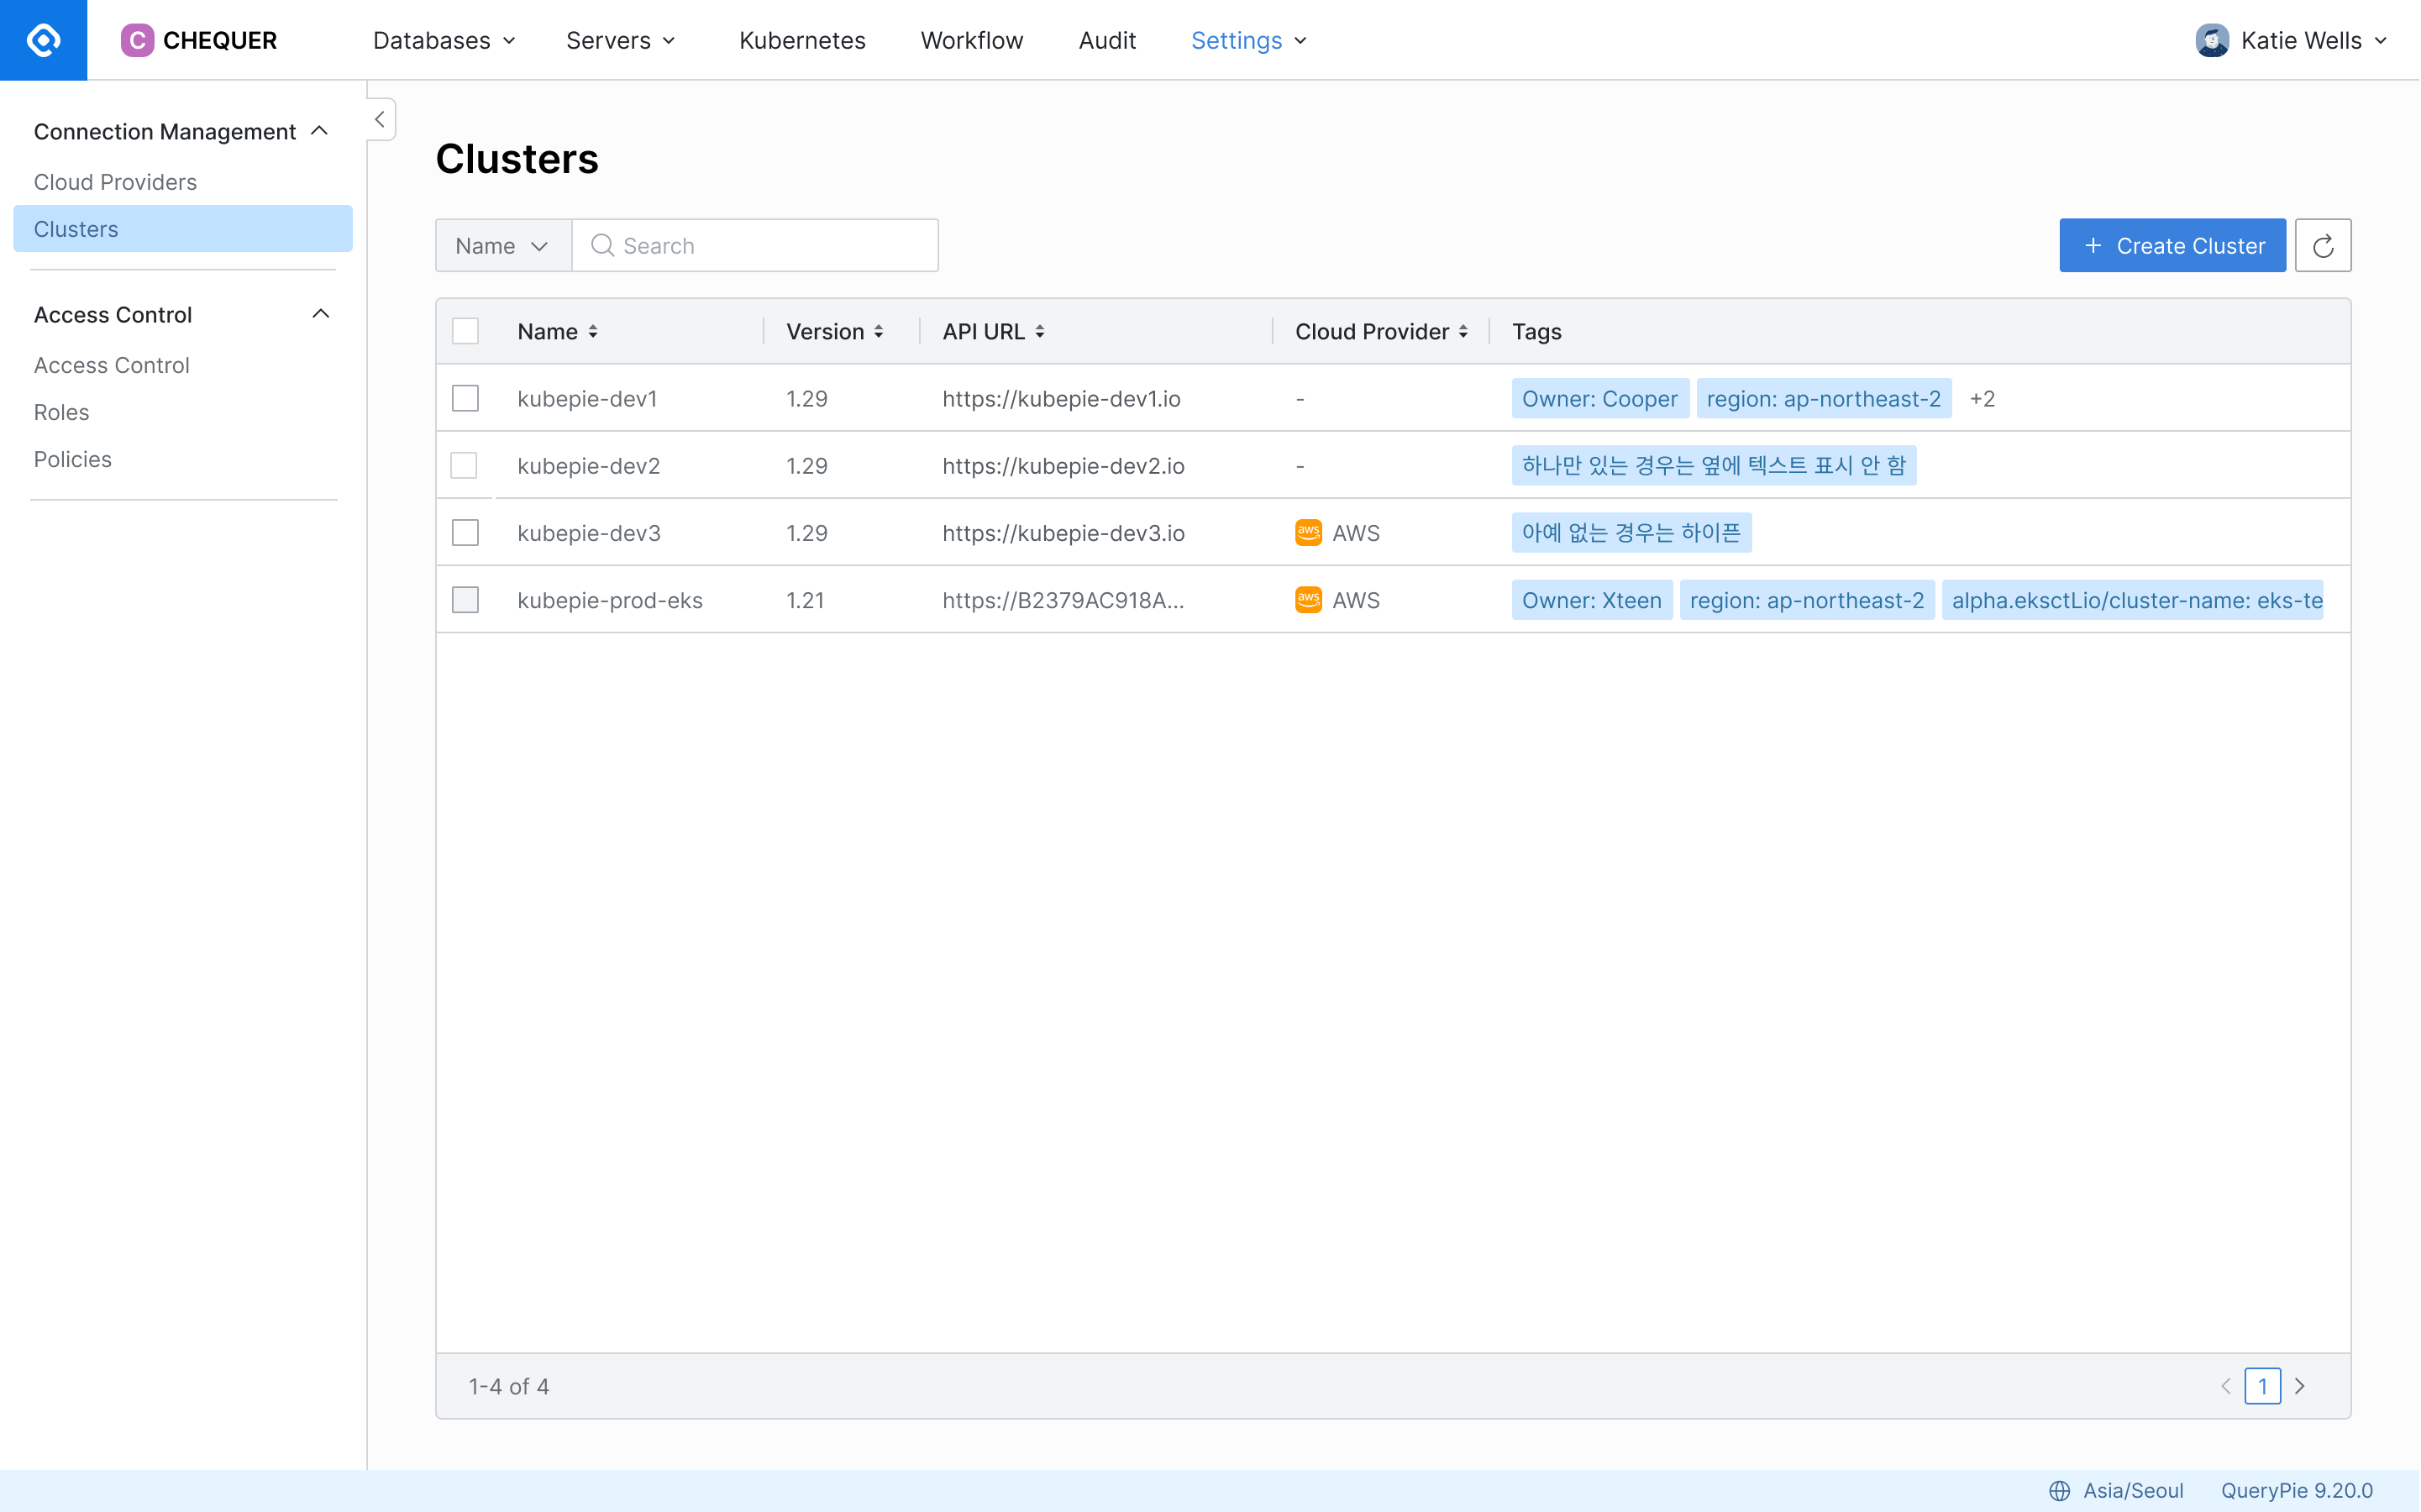 C CHEQUER Databases Servers Kubernetes Workflow Audit Settings Katie Wells
Connection Management
Cloud Providers
Clusters
Access Control
Access Control
Roles
Policies
Clusters
Name Search + Create Cluster
Name Version API URL Cloud Provider Tags
kubepie-dev1 1.29 https://kubepie-dev1.io - Owner: Cooper region: ap-northeast-2 +2
kubepie-dev2 1.29 https://kubepie-dev2.io - 하나만 있는 경우는 옆에 텍스트 표시 안 함
kubepie-dev3 1.29 https://kubepie-dev3.io aws AWS 아예 없는 경우는 하이픈
kubepie-prod-eks 1.21 https://B2379AC918A... aws AWS Owner: Xteen region: ap-northeast-2 alpha.eksctLio/cluster-name: eks-te
1-4 of 4 1
Asia/Seoul QueryPie 9.20.0